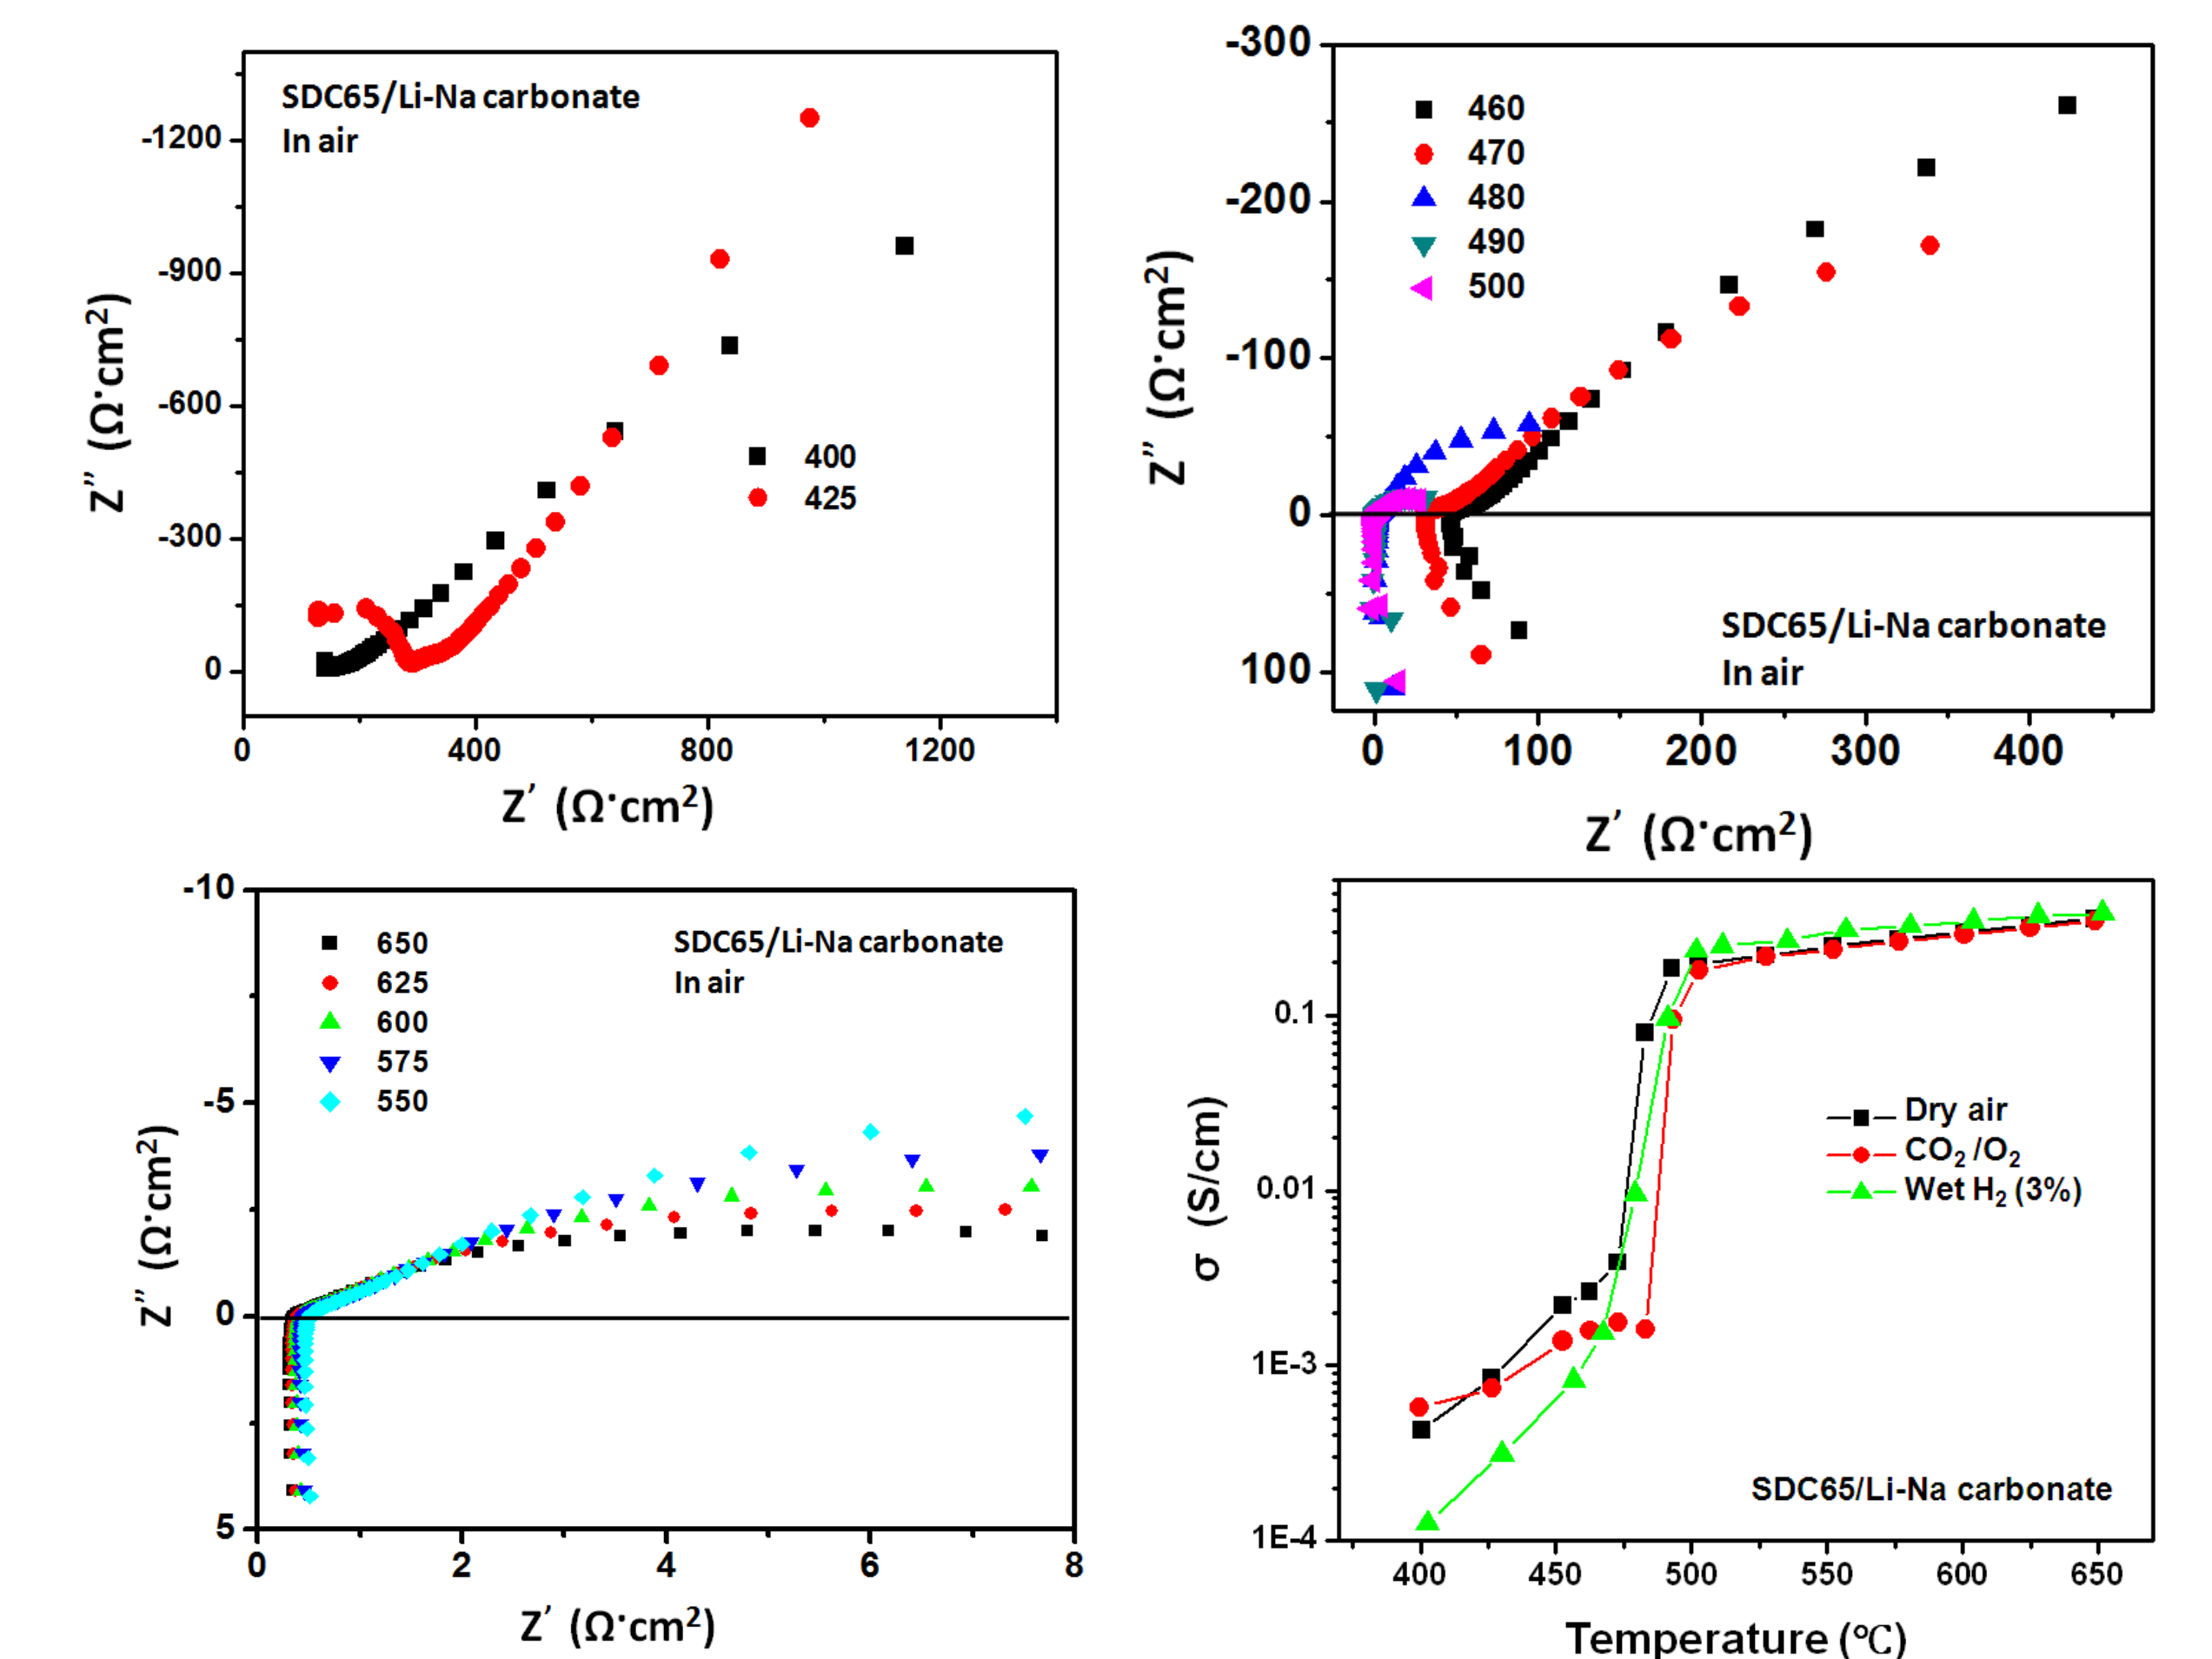 SDC65/Li-Na carbonate
In air
-1200
-900
-600
-300
0
400
425
0
400
800
1200
Z″ (Ω·cm²)
Z′ (Ω·cm²)
-300
-200
-100
0
100
460
470
480
490
500
SDC65/Li-Na carbonate
In air
0
100
200
300
400
Z″ (Ω·cm²)
Z′ (Ω·cm²)
-10
-5
0
5
650
625
600
575
550
SDC65/Li-Na carbonate
In air
0
2
4
6
8
Z″ (Ω·cm²)
Z′ (Ω·cm²)
0.1
0.01
1E-3
1E-4
Dry air
CO₂ /O₂
Wet H₂ (3%)
SDC65/Li-Na carbonate
400
450
500
550
600
650
σ (S/cm)
Temperature (℃)